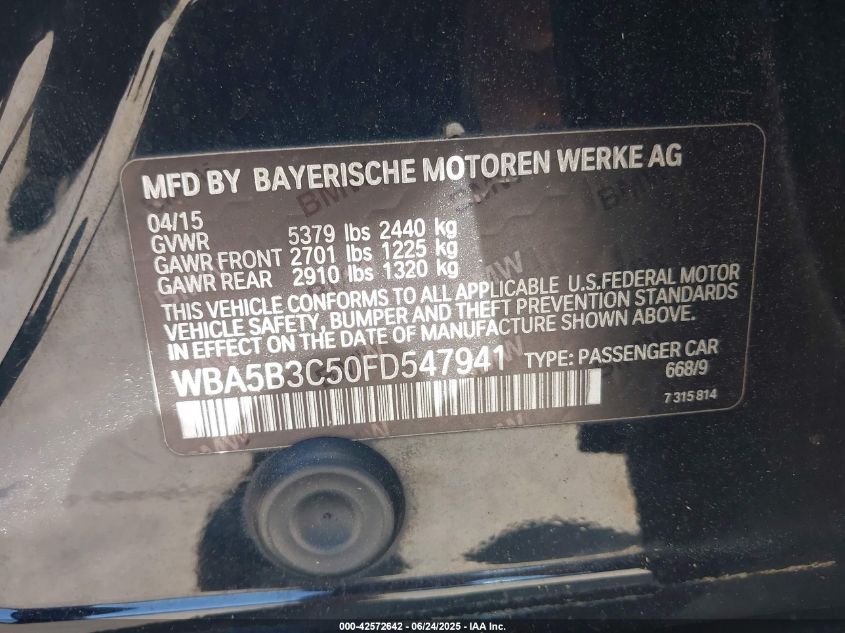 MFD BY BAYERISCHE MOTOREN WERKE AG
04/15
GVWR 5379 lbs 2440 kg
GAWR FRONT 2701 lbs 1225 kg
GAWR REAR 2910 lbs 1320 kg
THIS VEHICLE CONFORMS TO ALL APPLICABLE U.S.FEDERAL MOTOR
VEHICLE SAFETY, BUMPER AND THEFT PREVENTION STANDARDS
IN EFFECT ON THE DATE OF MANUFACTURE SHOWN ABOVE.
WBA5B3C50FD547941 TYPE: PASSENGER CAR
668/9
7 315 814
000-42572642 / 06/24/2025 - © IAA Inc.